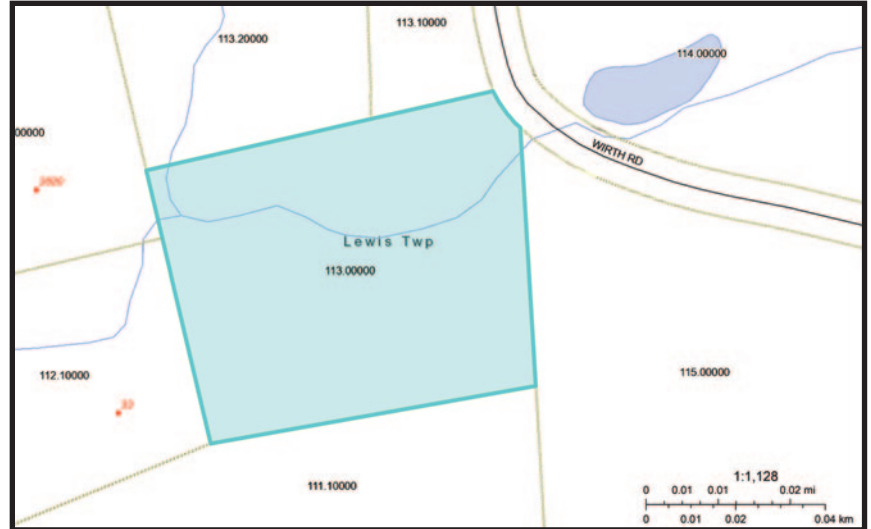 113.10000
113.20000
114.00000
00000
WIRTH RD
Lewis Twp
113.00000
112.10000
115.00000
33
111.10000
1:1,128
0 0.01 0.01 0.02 mi
0 0.01 0.02 0.04 km